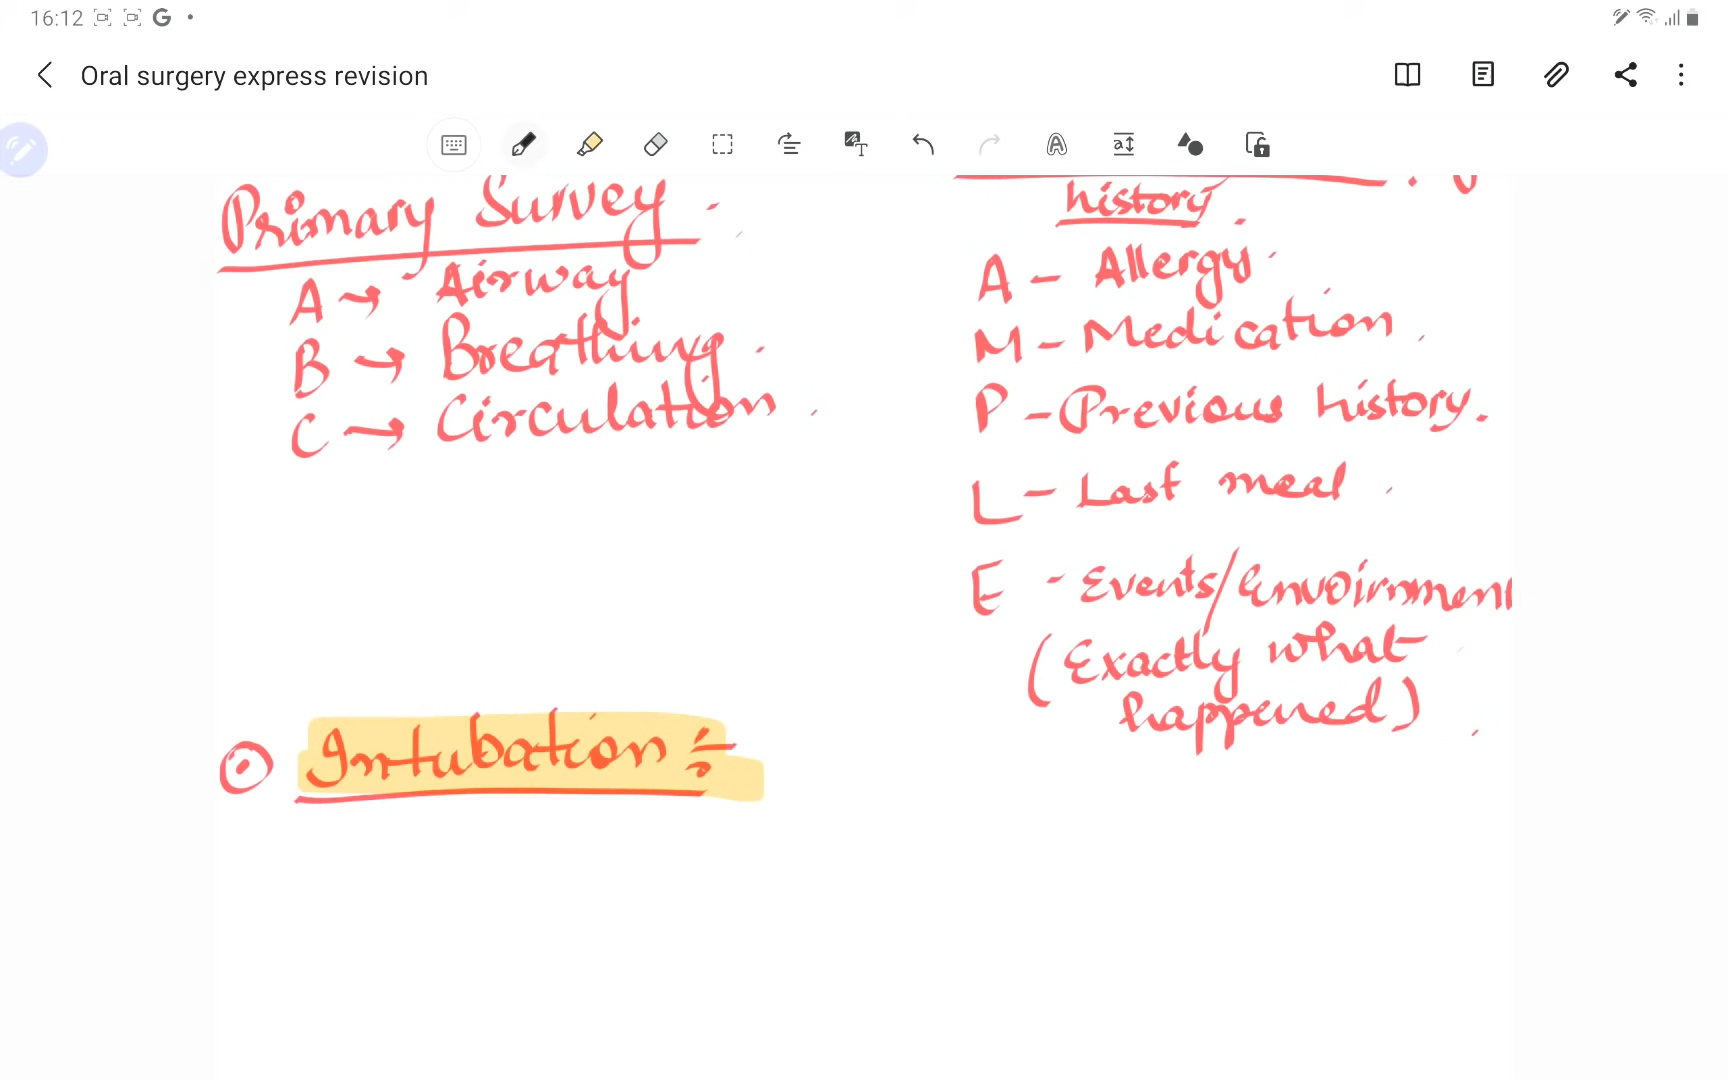 16:12 G
Oral surgery express revision
Primary Survey.
A → Airway
B → Breathing.
C → Circulation.
history.
A - Allergy.
M - Medication.
P - Previous history.
L - Last meal.
E - Events/Envoirnment
(Exactly what
happened).
Intubation :-